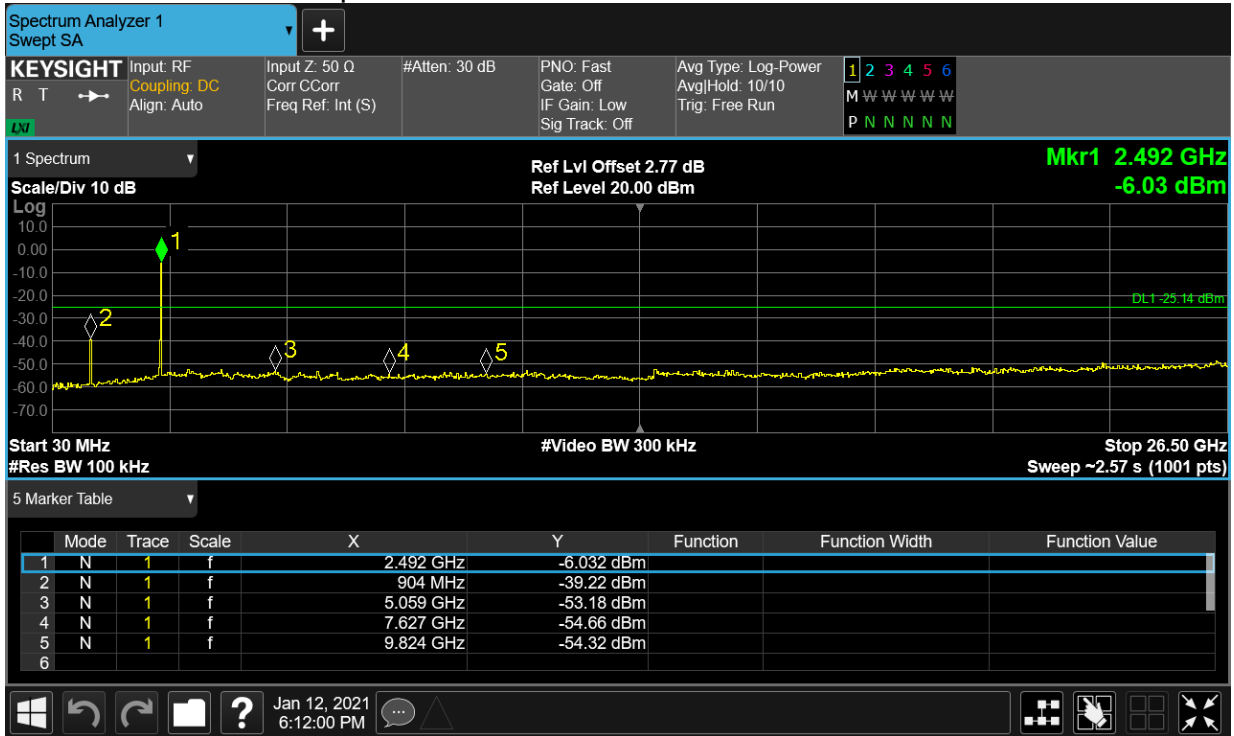 Spectrum Analyzer 1
Swept SA
+
KEYSIGHT
R T
LXI
Input: RF
Coupling: DC
Align: Auto
Input Z: 50 Ω
Corr CCorr
Freq Ref: Int (S)
#Atten: 30 dB
PNO: Fast
Gate: Off
IF Gain: Low
Sig Track: Off
Avg Type: Log-Power
Avg|Hold: 10/10
Trig: Free Run
1 2 3 4 5 6
M W W W W W
P N N N N N
1 Spectrum
Scale/Div 10 dB
Ref Lvl Offset 2.77 dB
Ref Level 20.00 dBm
Mkr1 2.492 GHz
-6.03 dBm
Log
10.0
0.00
-10.0
-20.0
-30.0
-40.0
-50.0
-60.0
-70.0
1
2
3
4
5
DL1 -25.14 dBm
Start 30 MHz
#Res BW 100 kHz
#Video BW 300 kHz
Stop 26.50 GHz
Sweep ~2.57 s (1001 pts)
5 Marker Table
Mode Trace Scale X Y Function Function Width Function Value
1 N 1 f 2.492 GHz -6.032 dBm
2 N 1 f 904 MHz -39.22 dBm
3 N 1 f 5.059 GHz -53.18 dBm
4 N 1 f 7.627 GHz -54.66 dBm
5 N 1 f 9.824 GHz -54.32 dBm
6
?
Jan 12, 2021
6:12:00 PM